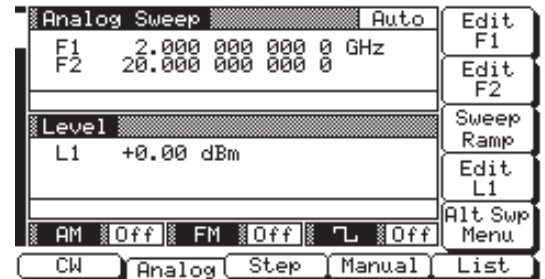 Analog Sweep Auto
F1 2.000 000 000 0 GHz
F2 20.000 000 000 0
Level
L1 +0.00 dBm
AM Off FM Off Off
Edit F1
Edit F2
Sweep Ramp
Edit L1
Alt Swp Menu
CW Analog Step Manual List